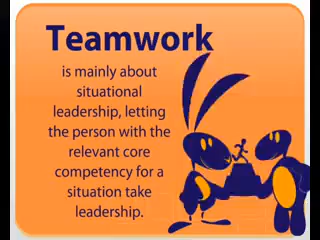 Teamwork
is mainly about
situational
leadership, letting
the person with the
relevant core
competency for a
situation take
leadership.